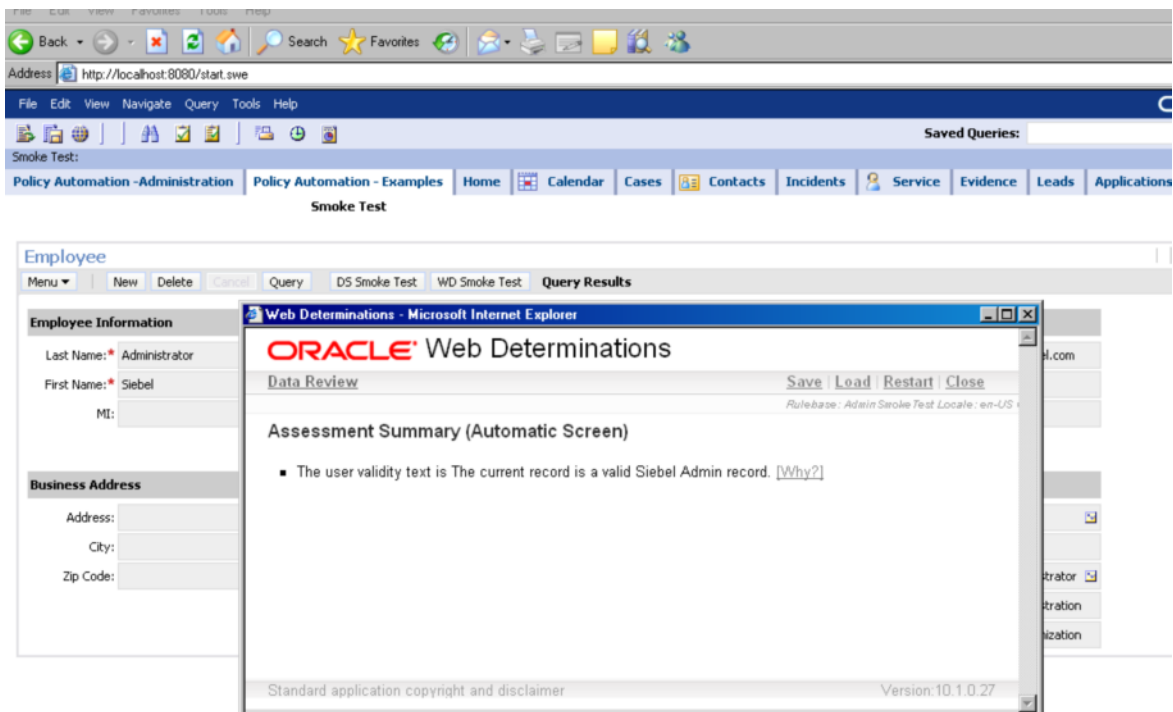 File Edit View Favorites Tools Help
Back Search Favorites
Address http://localhost:8080/start.swe
File Edit View Navigate Query Tools Help
Saved Queries:
Smoke Test:
Policy Automation -Administration Policy Automation - Examples Home Calendar Cases Contacts Incidents Service Evidence Leads Applications
Smoke Test
Employee
Menu New Delete Cancel Query DS Smoke Test WD Smoke Test Query Results
Employee Information
Web Determinations - Microsoft Internet Explorer
ORACLE Web Determinations
Last Name:* Administrator
el.com
First Name:* Siebel
Data Review Save | Load | Restart | Close
MI:
Rulebase: AdminSmokeTest Locale: en-US
Assessment Summary (Automatic Screen)
The user validity text is The current record is a valid Siebel Admin record. [Why?]
Business Address
Address:
City:
Zip Code:
trator
tration
ization
Standard application copyright and disclaimer Version:10.1.0.27